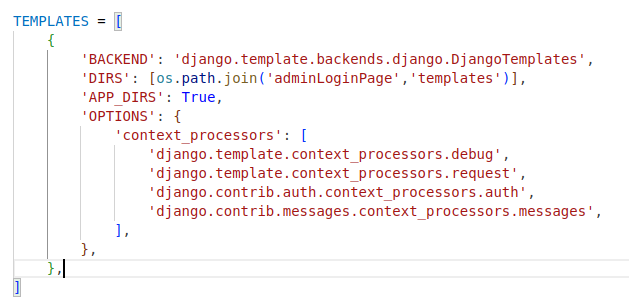 TEMPLATES = [
    {
        'BACKEND': 'django.template.backends.django.DjangoTemplates',
        'DIRS': [os.path.join('adminLoginPage','templates')],
        'APP_DIRS': True,
        'OPTIONS': {
            'context_processors': [
                'django.template.context_processors.debug',
                'django.template.context_processors.request',
                'django.contrib.auth.context_processors.auth',
                'django.contrib.messages.context_processors.messages',
            ],
        },
    },
]